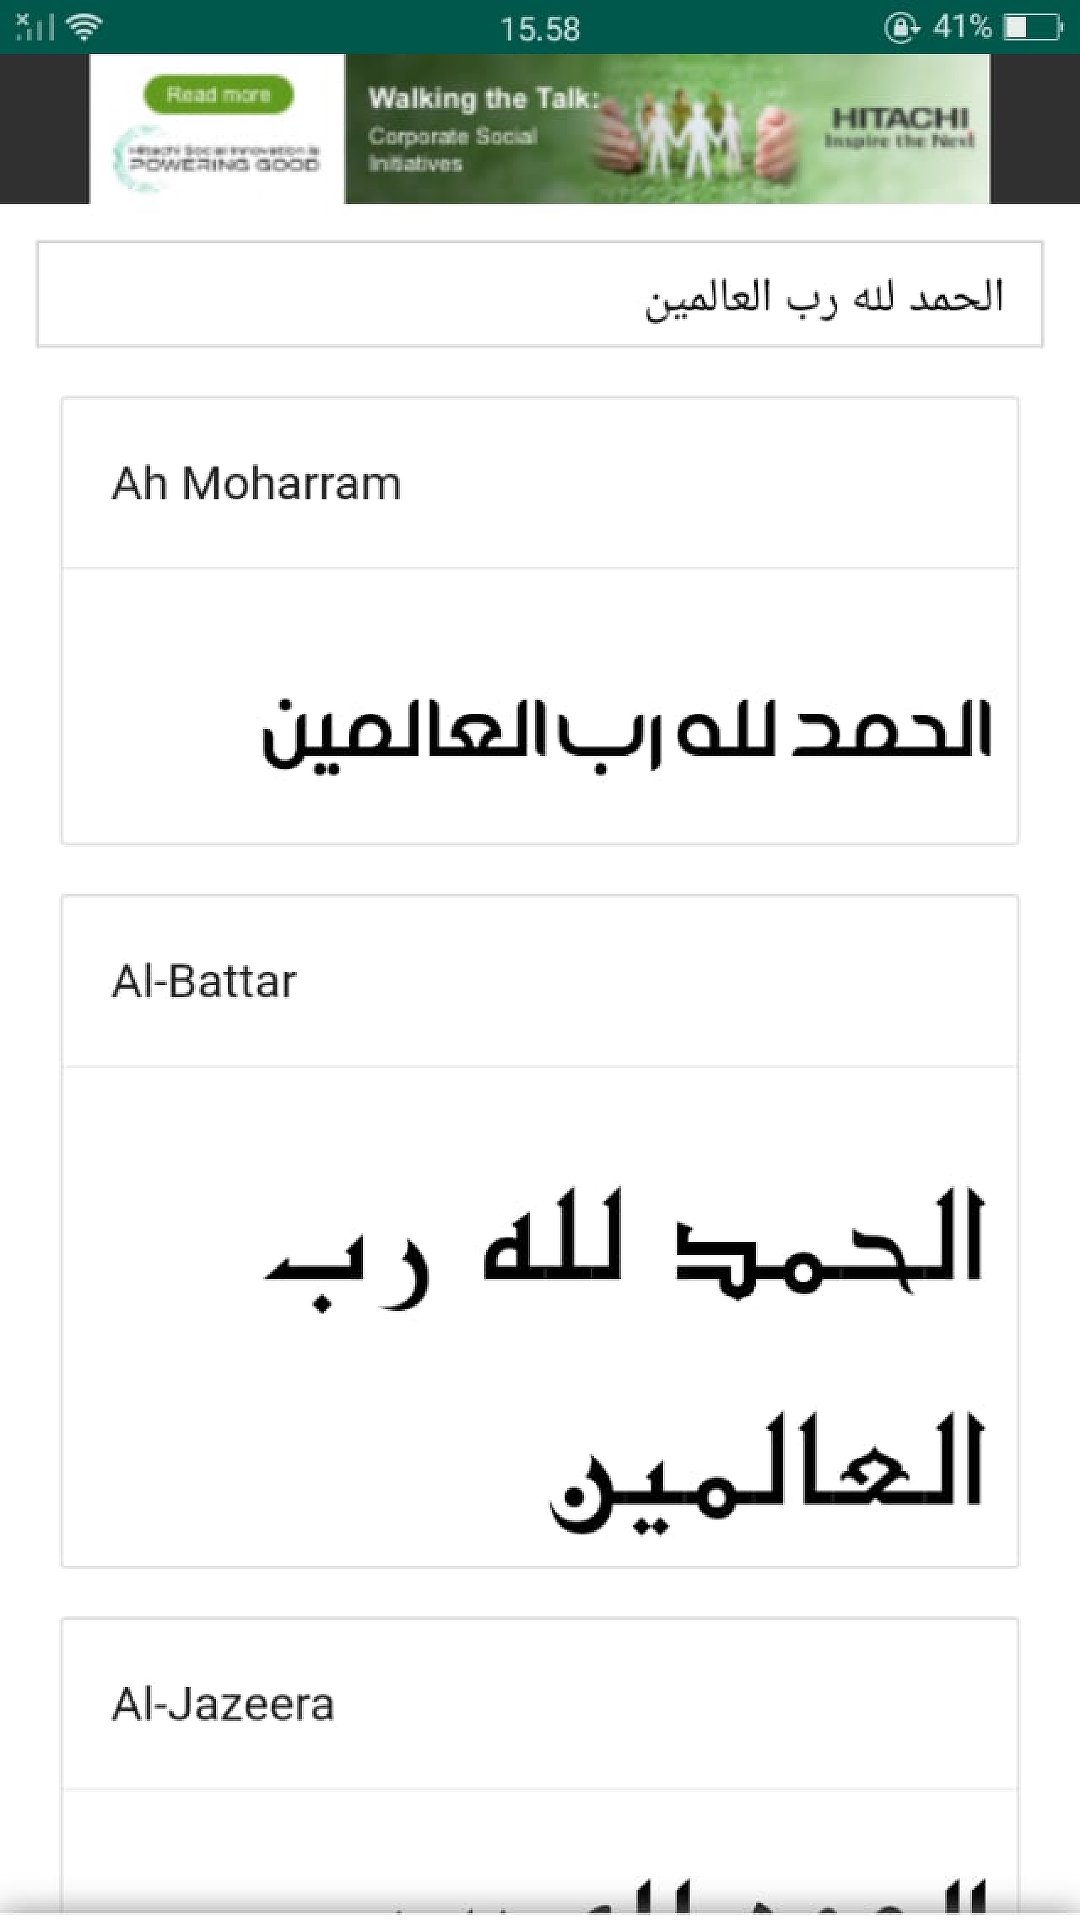 15.58
41%
Read more
Hitachi Social Innovation is
POWERING GOOD
Walking the Talk:
Corporate Social
Initiatives
HITACHI
Inspire the Next
الحمد لله رب العالمين
Ah Moharram
الحمد لله رب العالمين
Al-Battar
الحمد لله رب
العالمين
Al-Jazeera